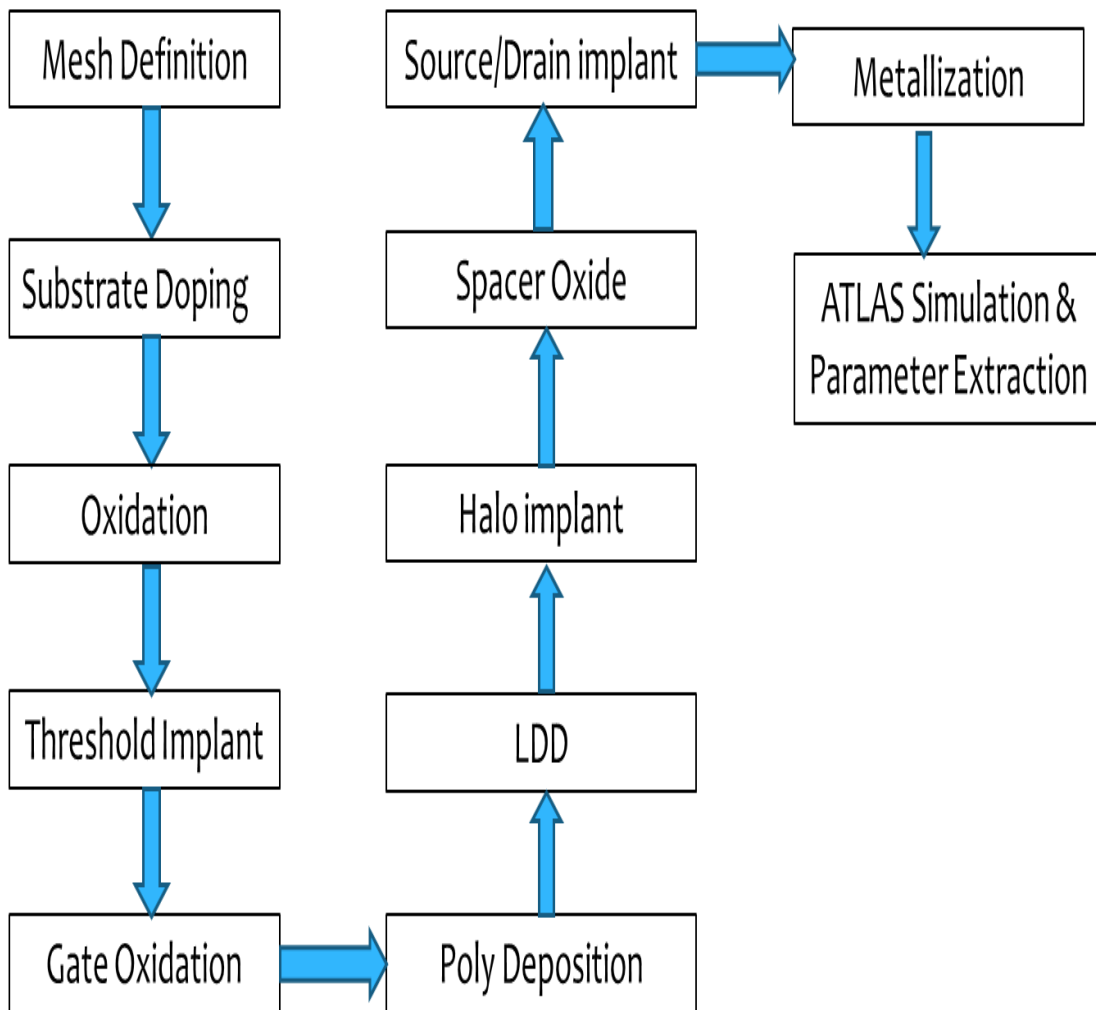 Mesh Definition
Substrate Doping
Oxidation
Threshold Implant
Gate Oxidation
Poly Deposition
LDD
Halo implant
Spacer Oxide
Source/Drain implant
Metallization
ATLAS Simulation &
Parameter Extraction